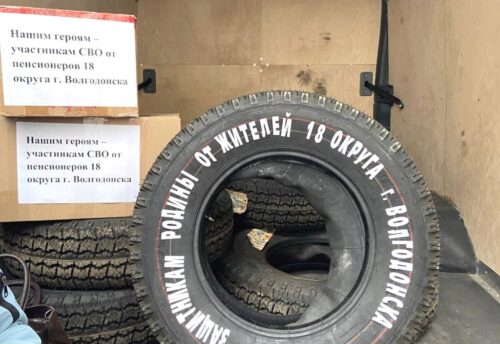 Нашим героям –
участникам СВО от
пенсионеров 18
округа г. Волгодонска
Нашим героям –
участникам СВО от
пенсионеров 18
округа г. Волгодонска
ЗАЩИТНИКАМ РОДИНЫ ОТ ЖИТЕЛЕЙ 18 ОКРУГА г. ВОЛГОДОНСКА